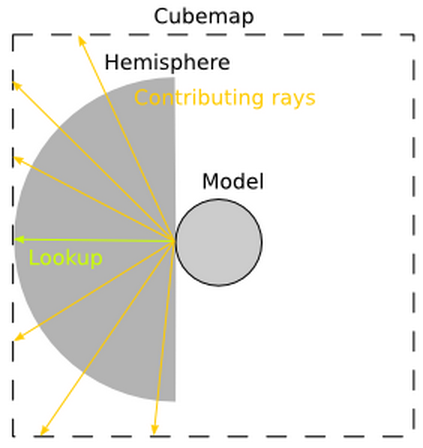 Cubemap
Hemisphere
Contributing rays
Model
Lookup